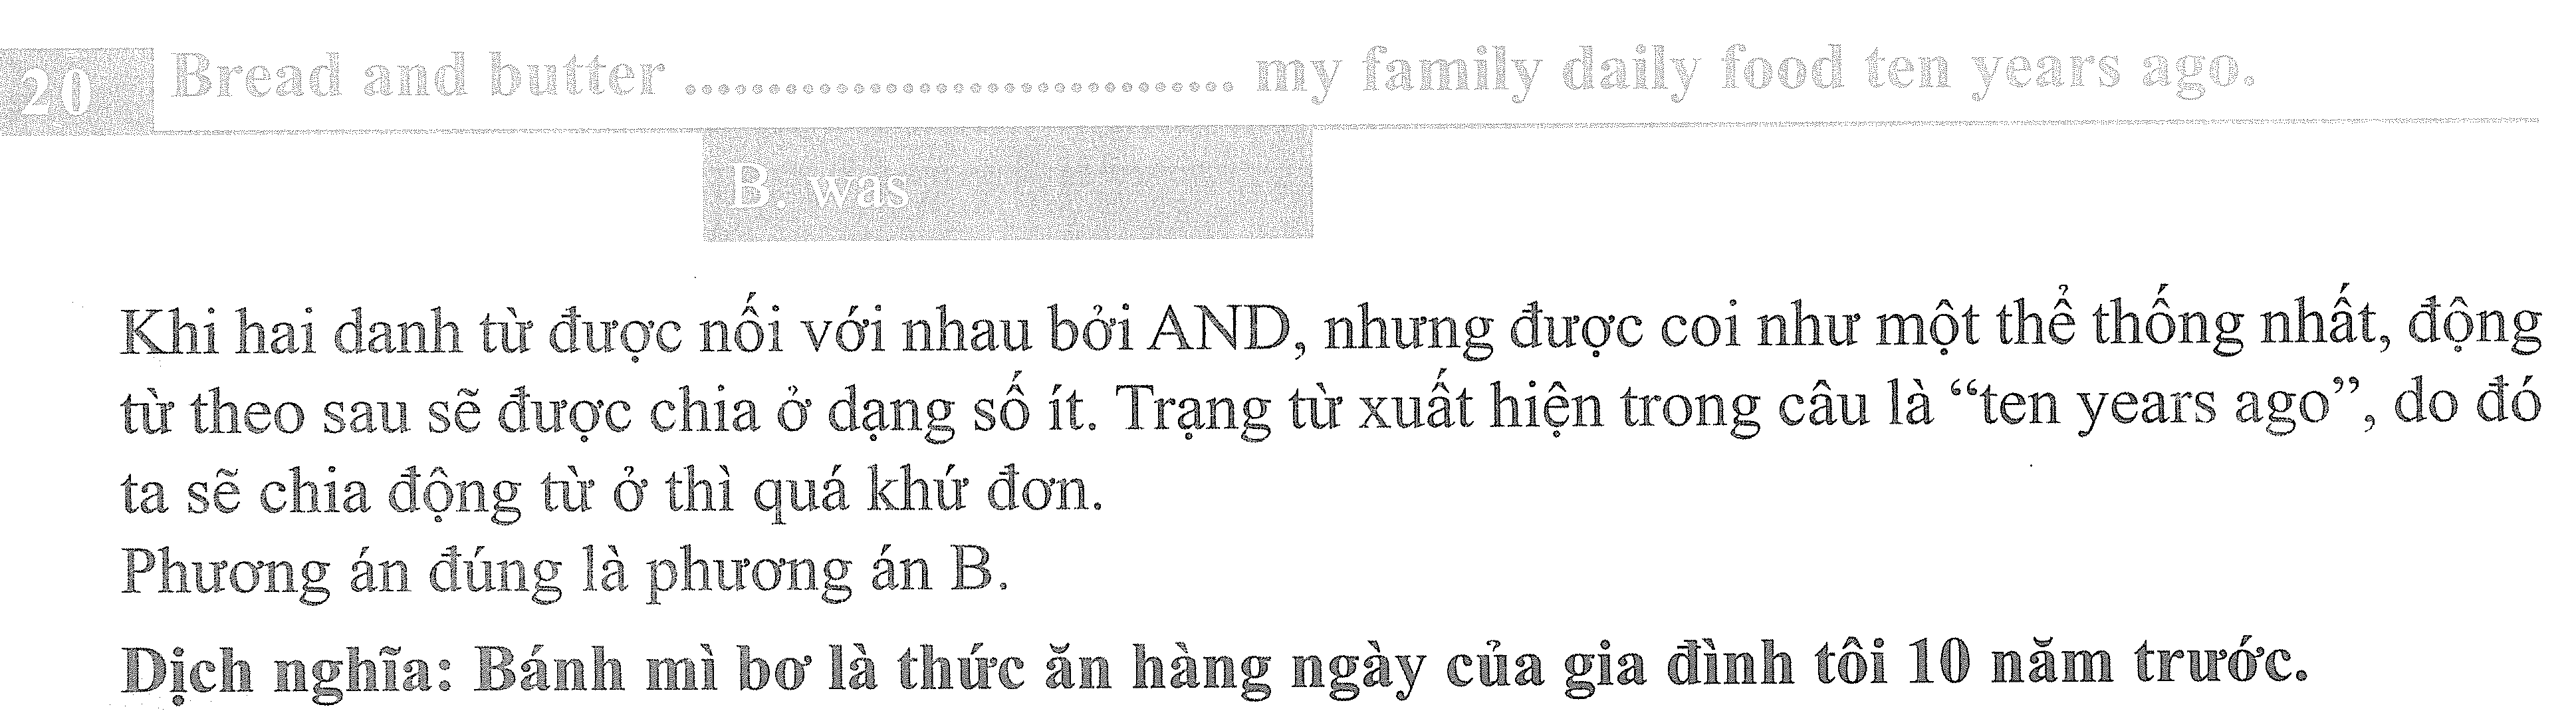 20 Bread and butter ................................. my family daily food ten years ago.
B. was
Khi hai danh từ được nối với nhau bởi AND, nhưng được coi như một thể thống nhất, động
từ theo sau sẽ được chia ở dạng số ít. Trạng từ xuất hiện trong câu là “ten years ago”, do đó
ta sẽ chia động từ ở thì quá khứ đơn.
Phương án đúng là phương án B.
Dịch nghĩa: Bánh mì bơ là thức ăn hàng ngày của gia đình tôi 10 năm trước.